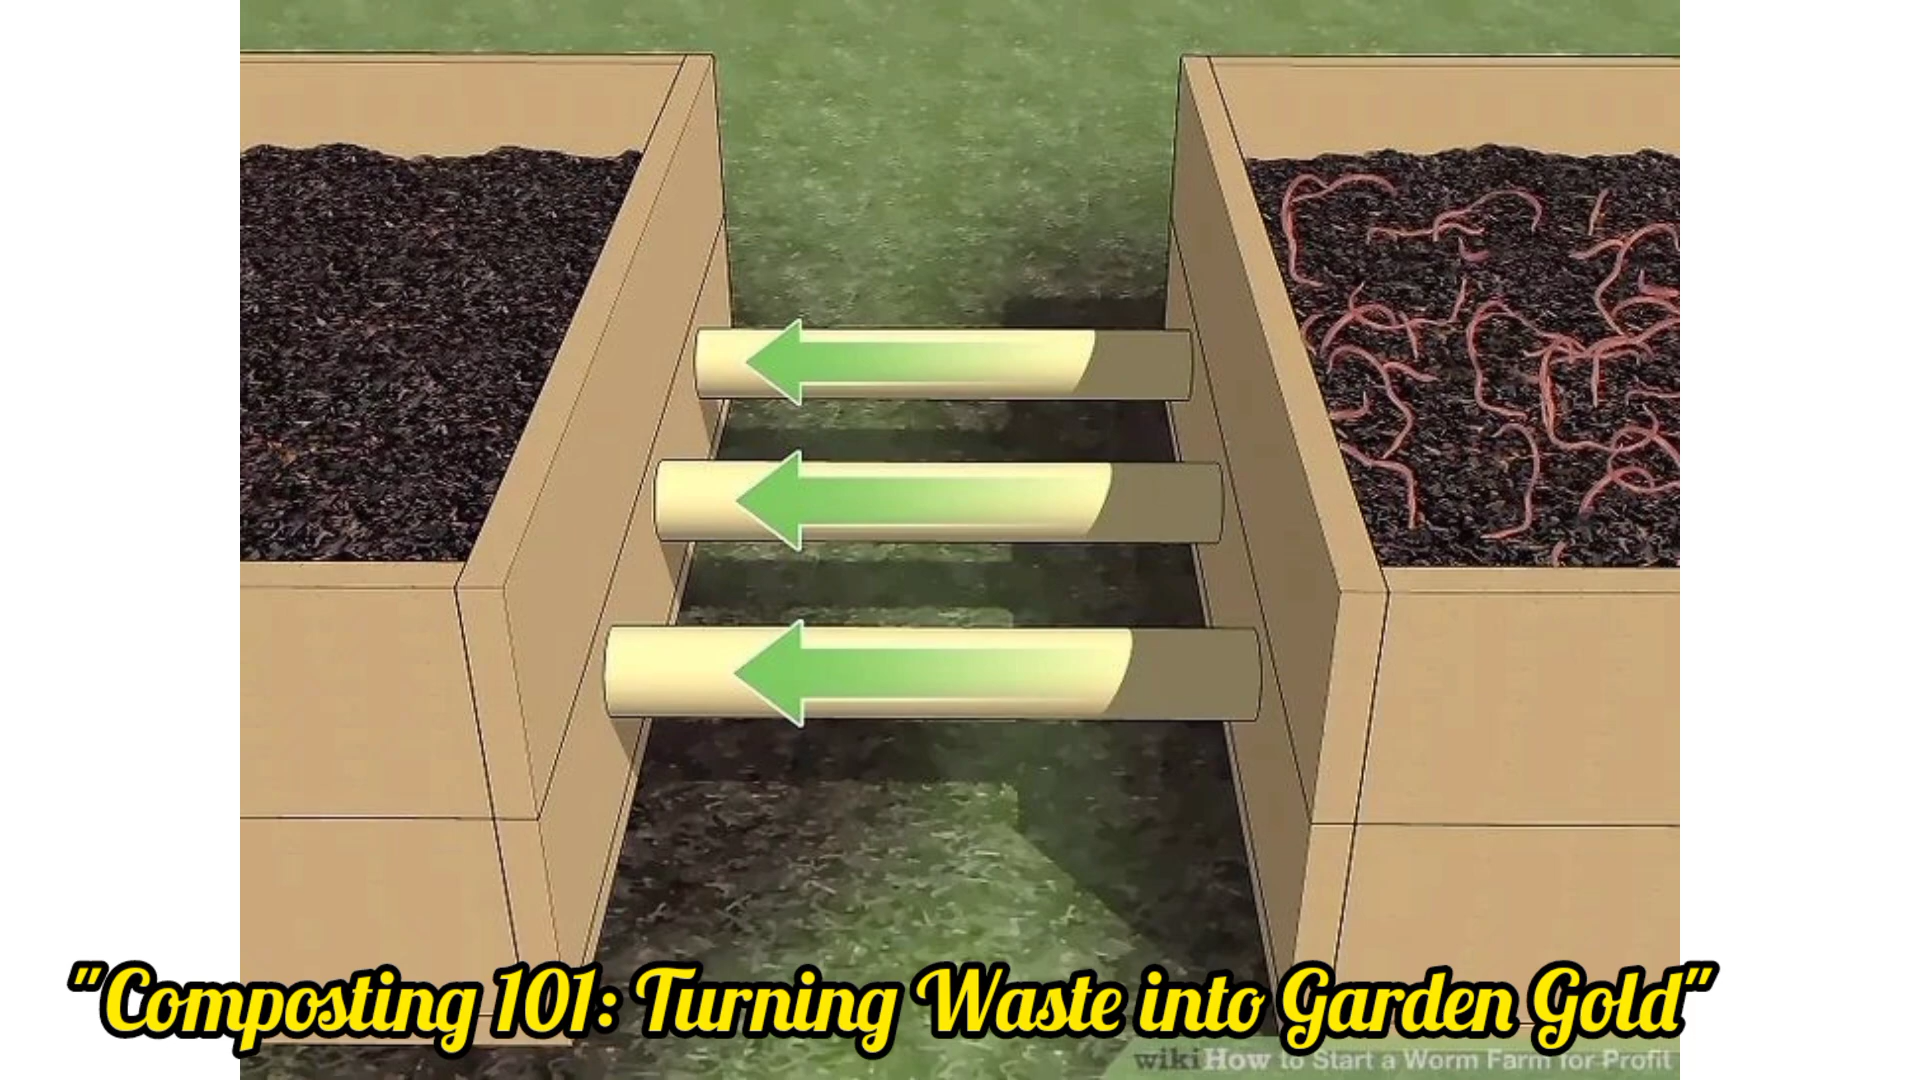 "Composting 101: Turning Waste into Garden Gold"
wikiHow to Start a Worm Farm for Profit